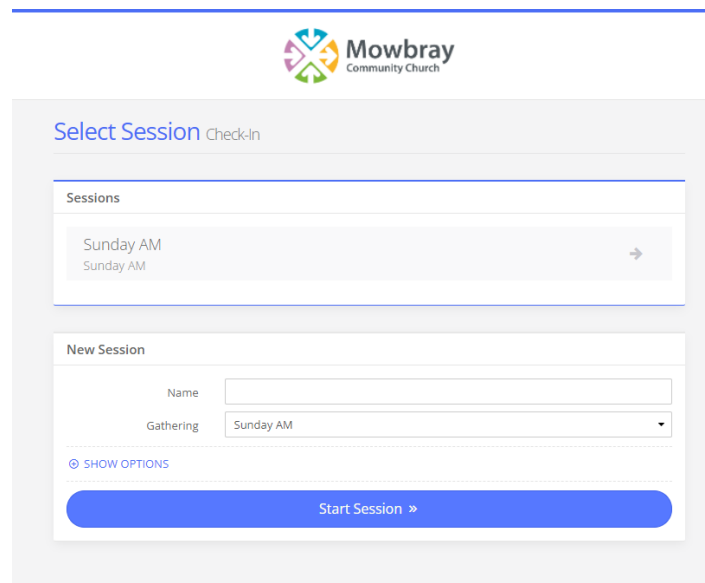 Mowbray
Community Church
Select Session Check-In
Sessions
Sunday AM
Sunday AM
New Session
Name
Gathering Sunday AM
SHOW OPTIONS
Start Session »